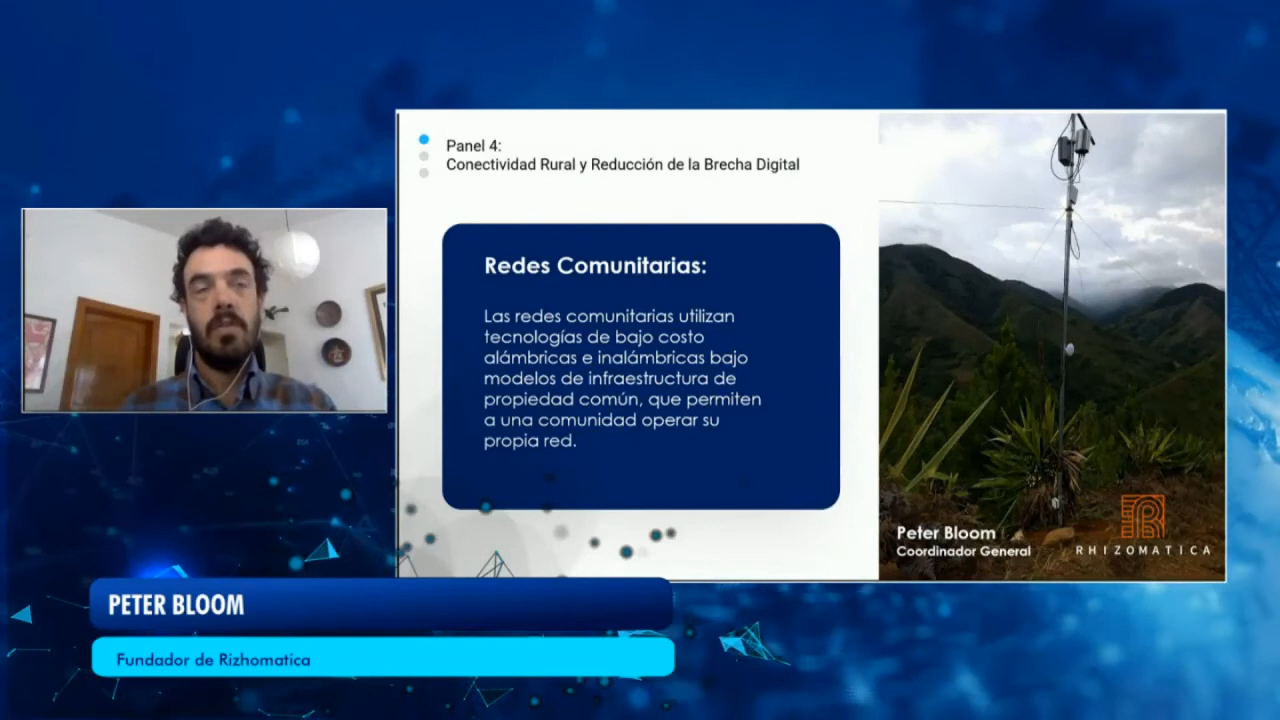 Panel 4:
Conectividad Rural y Reducción de la Brecha Digital
Redes Comunitarias:
Las redes comunitarias utilizan
tecnologías de bajo costo
alámbricas e inalámbricas bajo
modelos de infraestructura de
propiedad común, que permiten
a una comunidad operar su
propia red.
Peter Bloom
Coordinador General
RHIZOMATICA
PETER BLOOM
Fundador de Rizhomatica